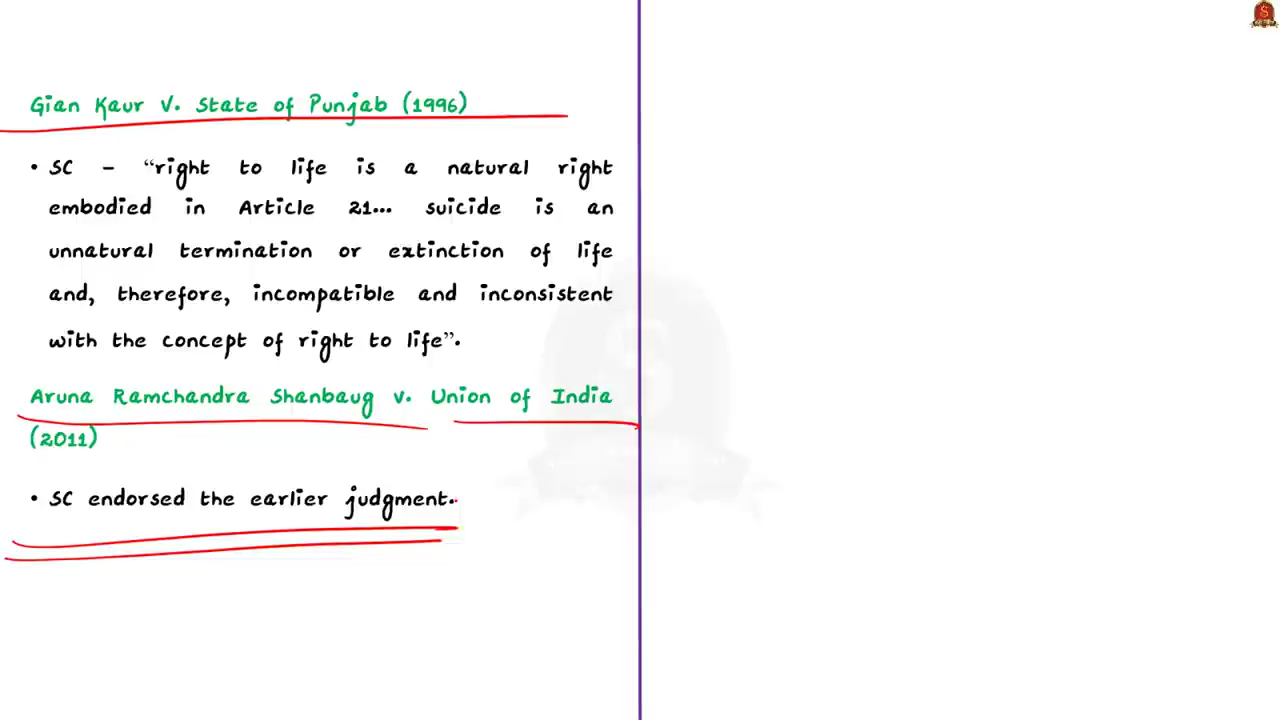 Gian Kaur V. State of Punjab (1996)
• SC – “right to life is a natural right
embodied in Article 21... suicide is an
unnatural termination or extinction of life
and, therefore, incompatible and inconsistent
with the concept of right to life”.
Aruna Ramchandra Shanbaug v. Union of India
(2011)
• SC endorsed the earlier judgment.